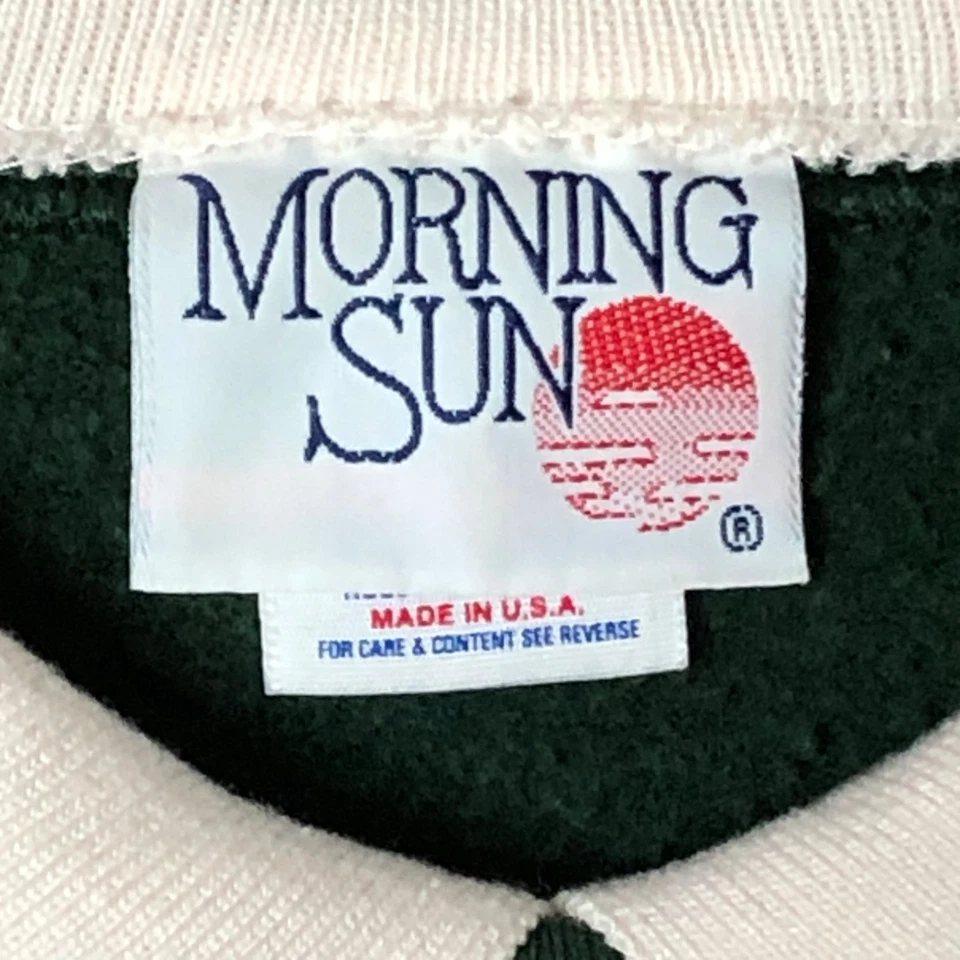 MORNING
SUN
®
MADE IN U.S.A.
FOR CARE & CONTENT SEE REVERSE